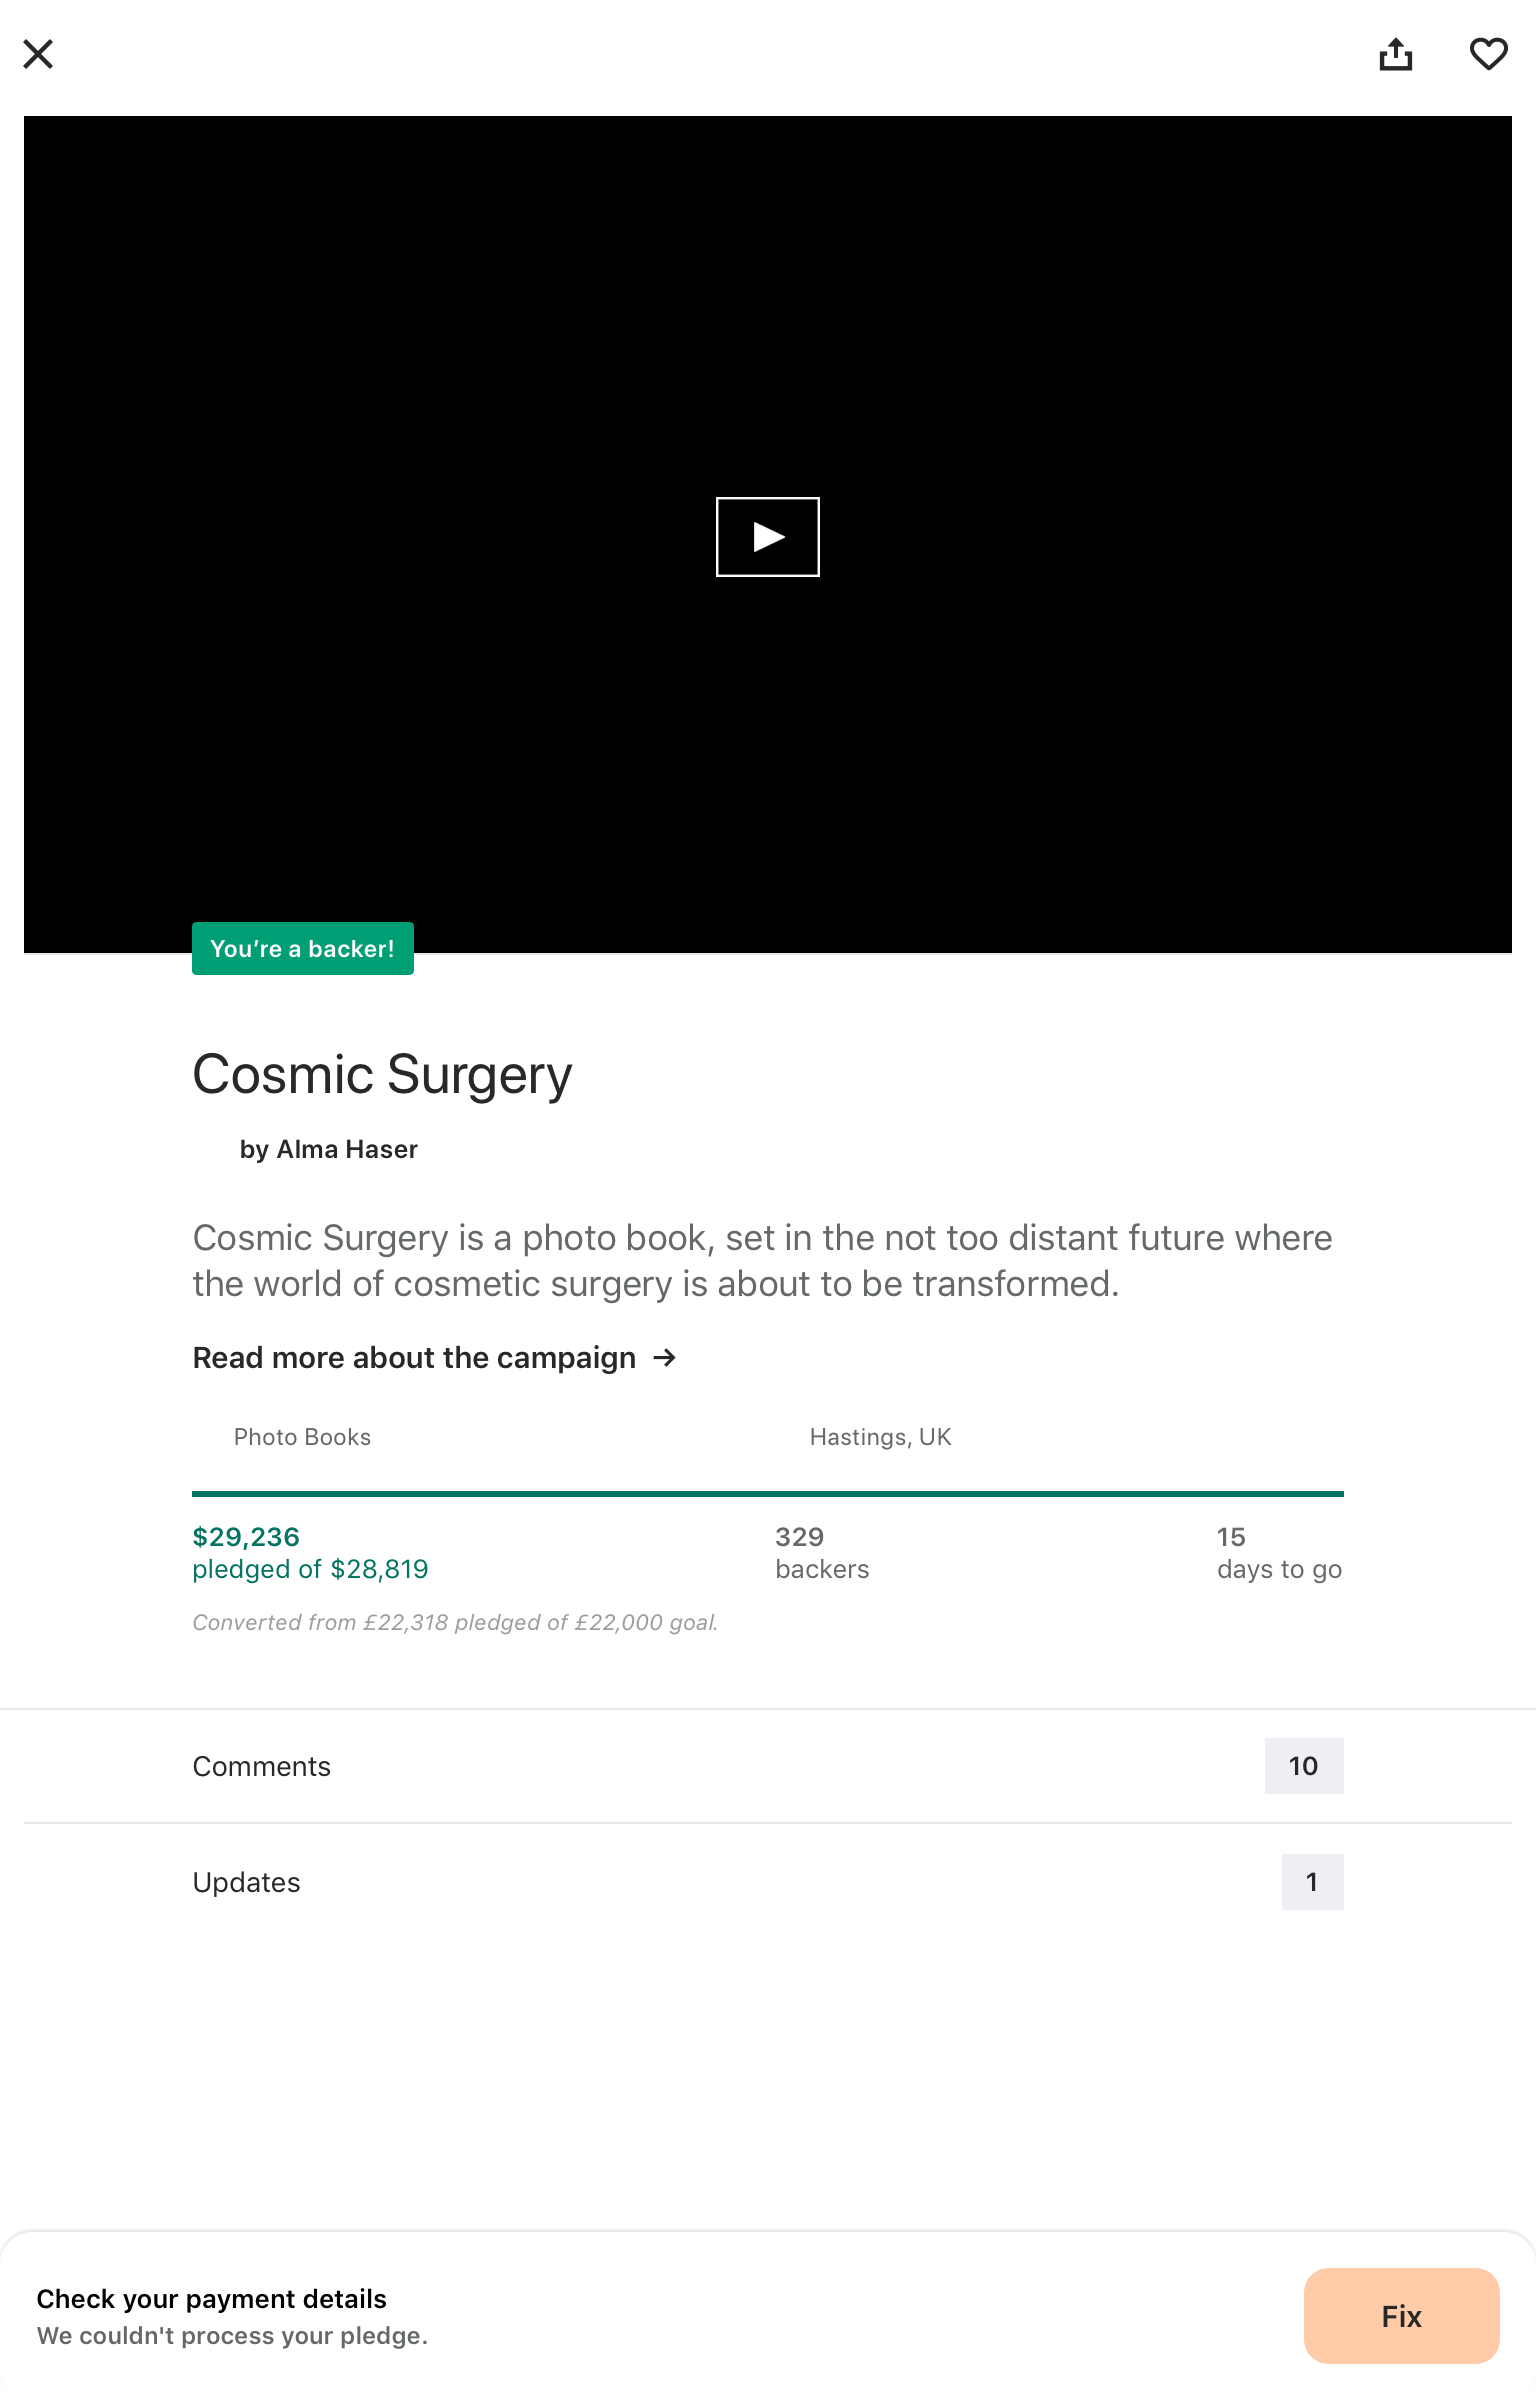 You’re a backer!
Cosmic Surgery
by Alma Haser
Cosmic Surgery is a photo book, set in the not too distant future where
the world of cosmetic surgery is about to be transformed.
Read more about the campaign →
Photo Books
Hastings, UK
$29,236
pledged of $28,819
329
backers
15
days to go
Converted from £22,318 pledged of £22,000 goal.
Comments
10
Updates
1
Check your payment details
We couldn't process your pledge.
Fix